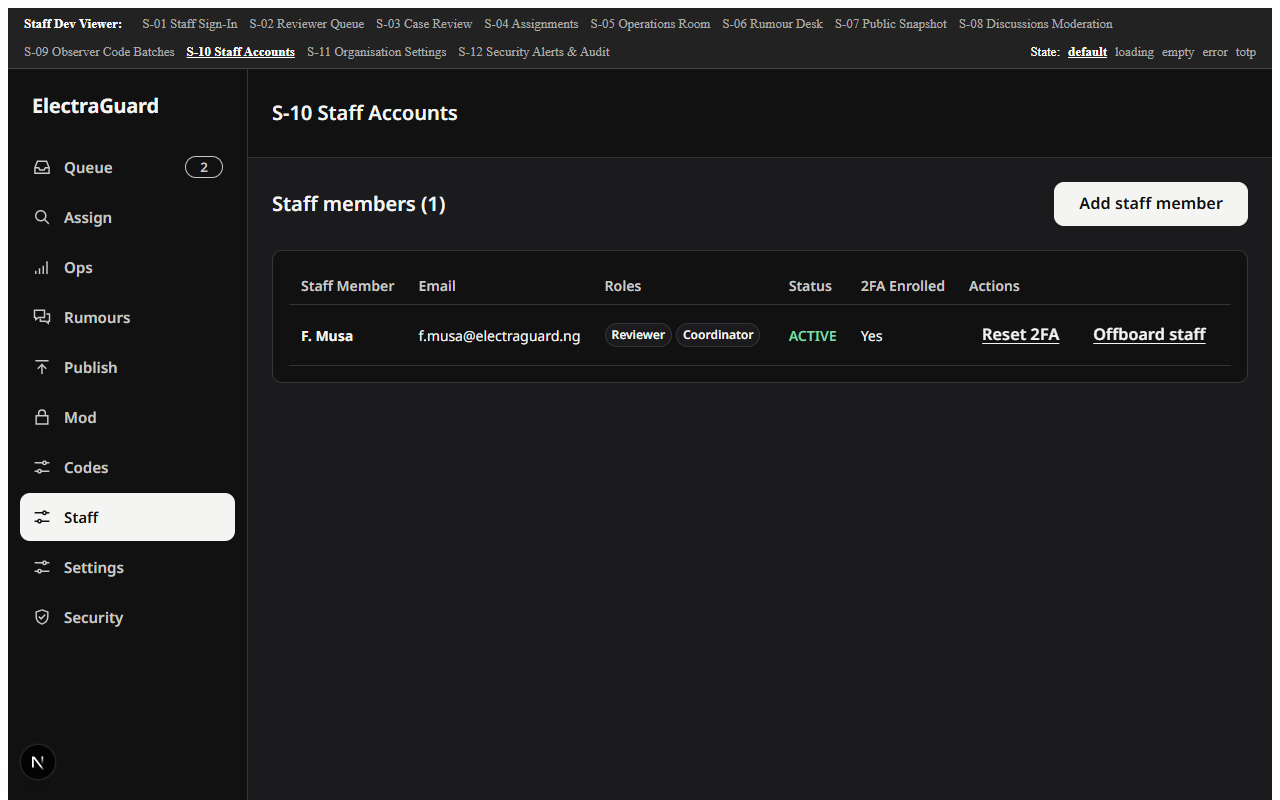 Staff Dev Viewer: S-01 Staff Sign-In S-02 Reviewer Queue S-03 Case Review S-04 Assignments S-05 Operations Room S-06 Rumour Desk S-07 Public Snapshot S-08 Discussions Moderation
S-09 Observer Code Batches S-10 Staff Accounts S-11 Organisation Settings S-12 Security Alerts & Audit State: default loading empty error totp
ElectraGuard
Queue 2
Assign
Ops
Rumours
Publish
Mod
Codes
Staff
Settings
Security
N
S-10 Staff Accounts
Staff members (1) Add staff member
Staff Member Email Roles Status 2FA Enrolled Actions
F. Musa f.musa@electraguard.ng Reviewer Coordinator ACTIVE Yes Reset 2FA Offboard staff